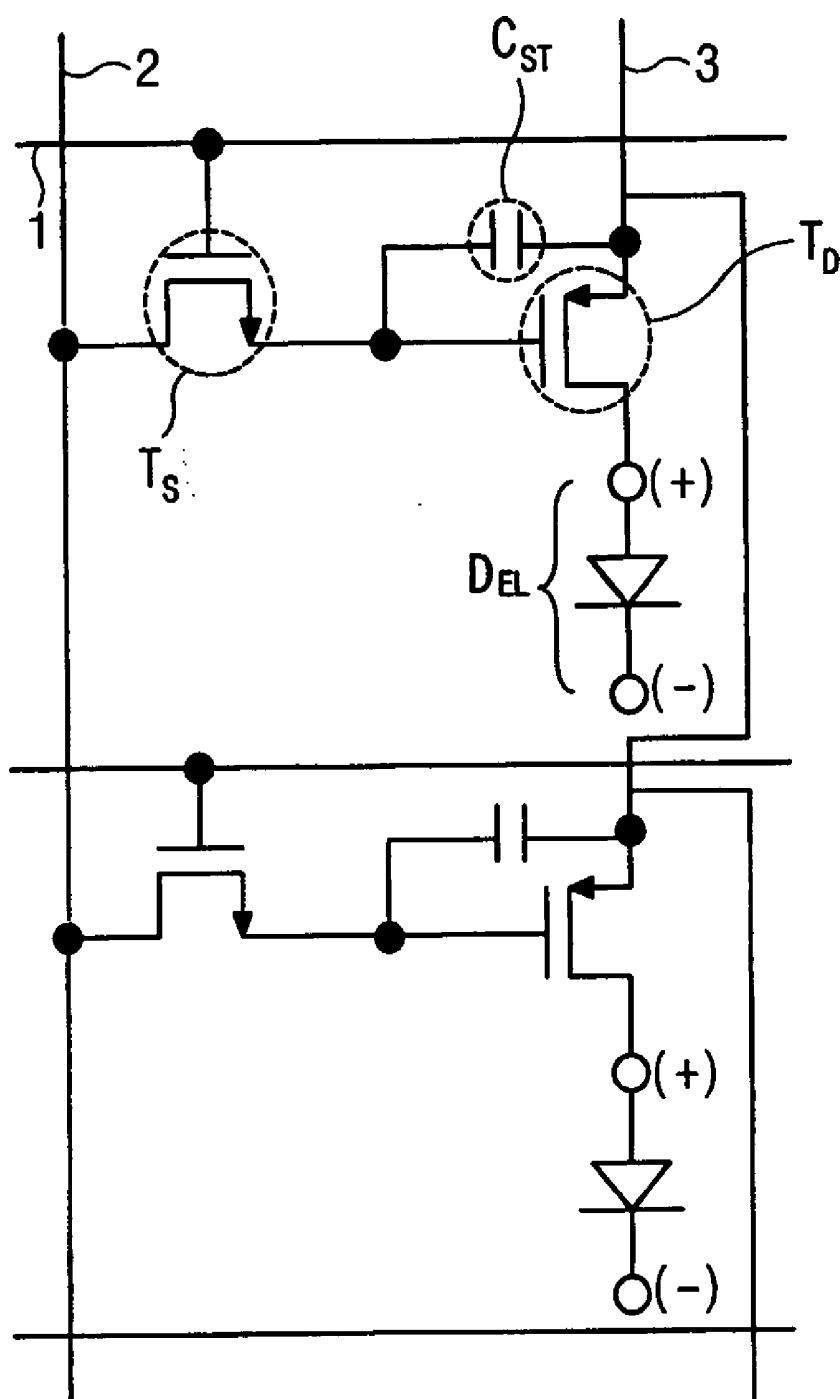 2
C_ST
3
1
T_D
T_S
(+)
D_EL
(-)
(+)
(-)